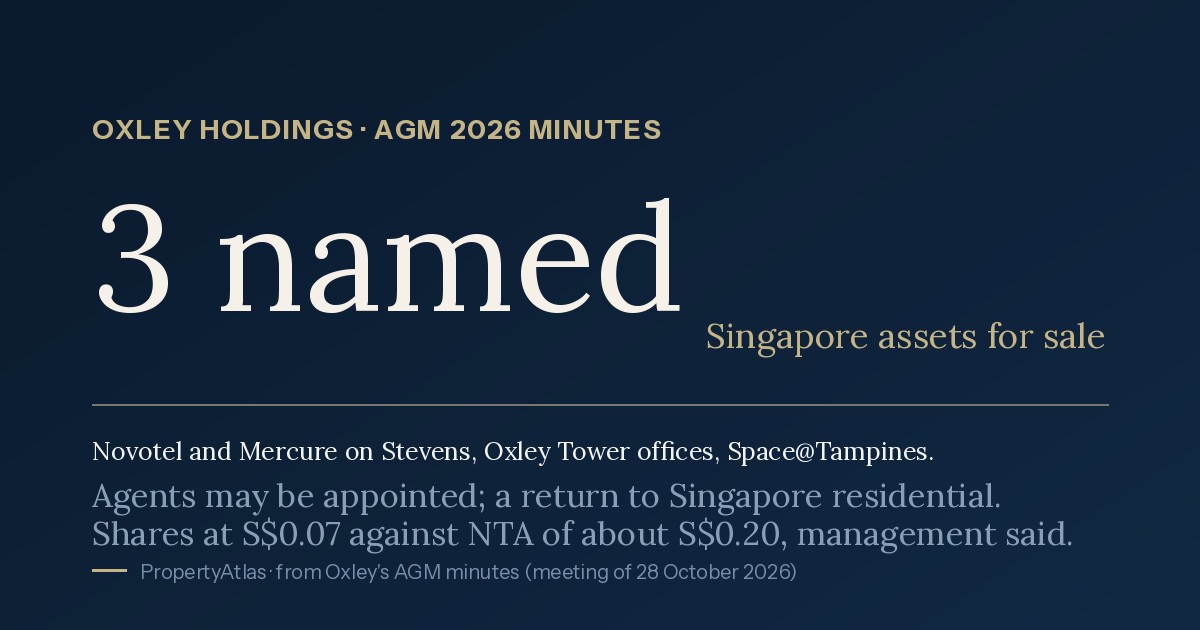 OXLEY HOLDINGS · AGM 2026 MINUTES
3 named
Singapore assets for sale
Novotel and Mercure on Stevens, Oxley Tower offices, Space@Tampines.
Agents may be appointed; a return to Singapore residential.
Shares at S$0.07 against NTA of about S$0.20, management said.
PropertyAtlas · from Oxley's AGM minutes (meeting of 28 October 2026)